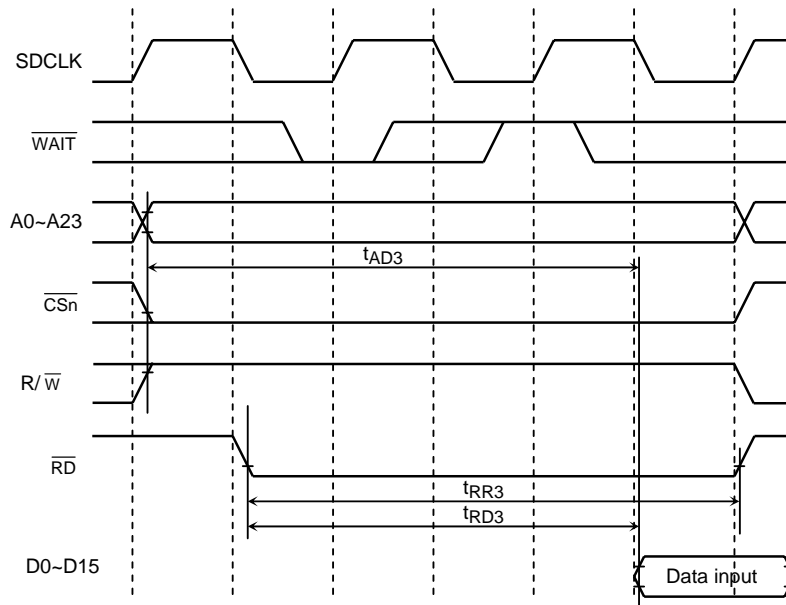 SDCLK
WAIT
A0~A23
tAD3
CSn
R/ W
RD
tRR3
tRD3
D0~D15
Data input